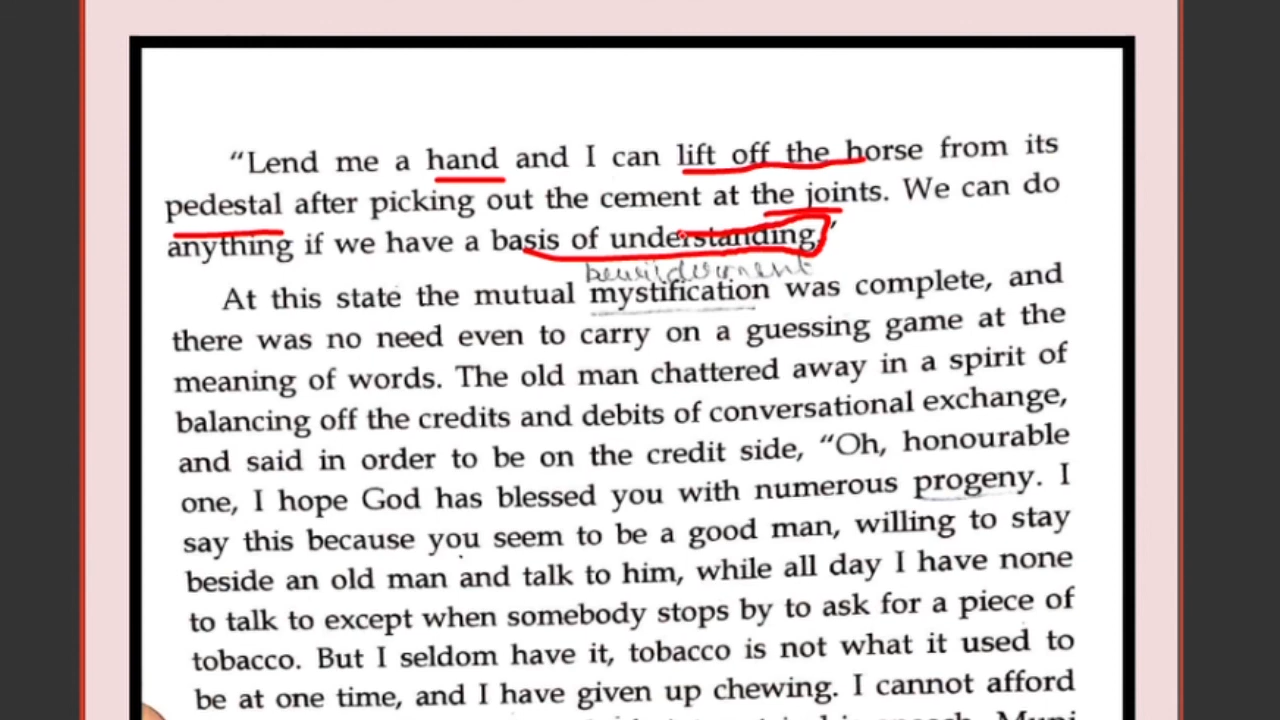 “Lend me a hand and I can lift off the horse from its
pedestal after picking out the cement at the joints. We can do
anything if we have a basis of understanding.”
bewilderment
At this state the mutual mystification was complete, and
there was no need even to carry on a guessing game at the
meaning of words. The old man chattered away in a spirit of
balancing off the credits and debits of conversational exchange,
and said in order to be on the credit side, “Oh, honourable
one, I hope God has blessed you with numerous progeny. I
say this because you seem to be a good man, willing to stay
beside an old man and talk to him, while all day I have none
to talk to except when somebody stops by to ask for a piece of
tobacco. But I seldom have it, tobacco is not what it used to
be at one time, and I have given up chewing. I cannot afford